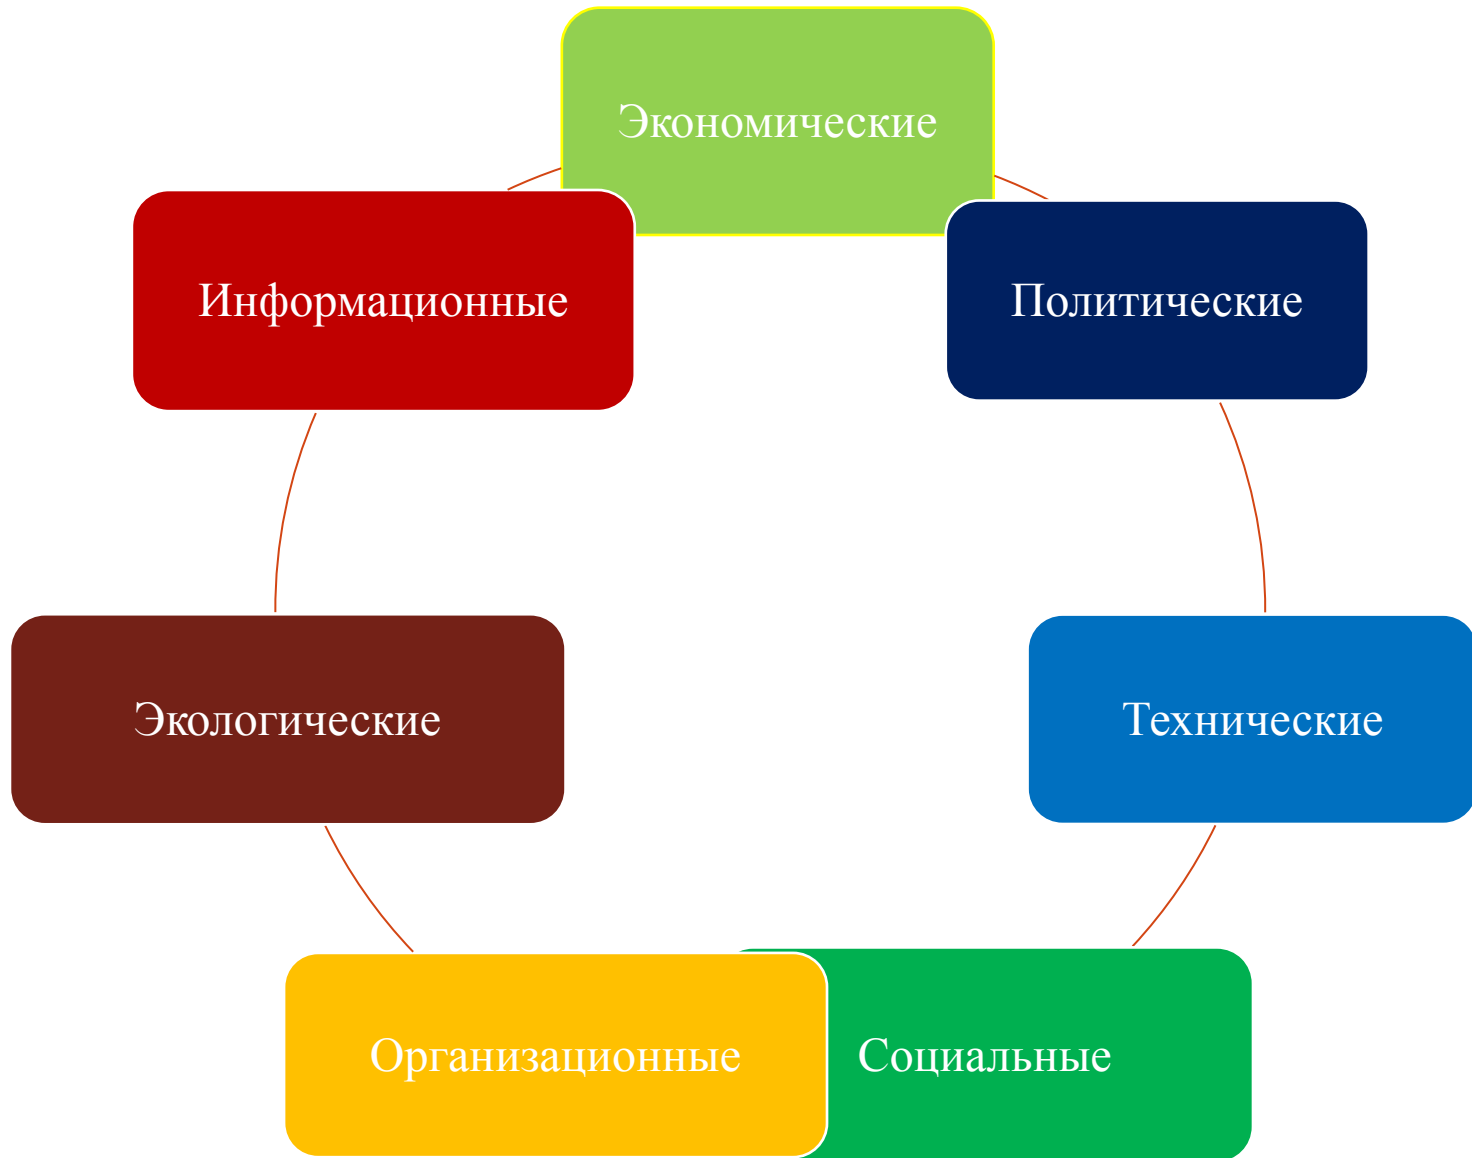 Экономические
Информационные
Политические
Экологические
Технические
Организационные
Социальные